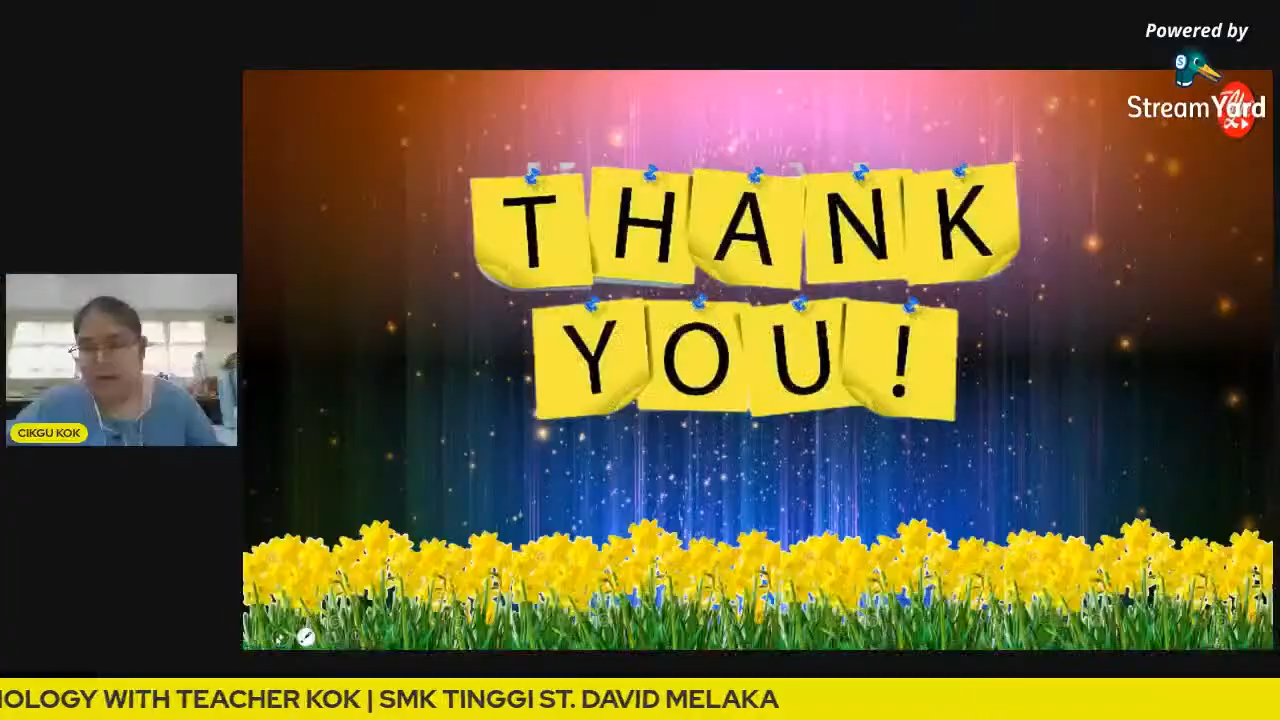 Powered by
StreamYard
THANK
YOU!
CIKGU KOK
OLOGY WITH TEACHER KOK | SMK TINGGI ST. DAVID MELAKA